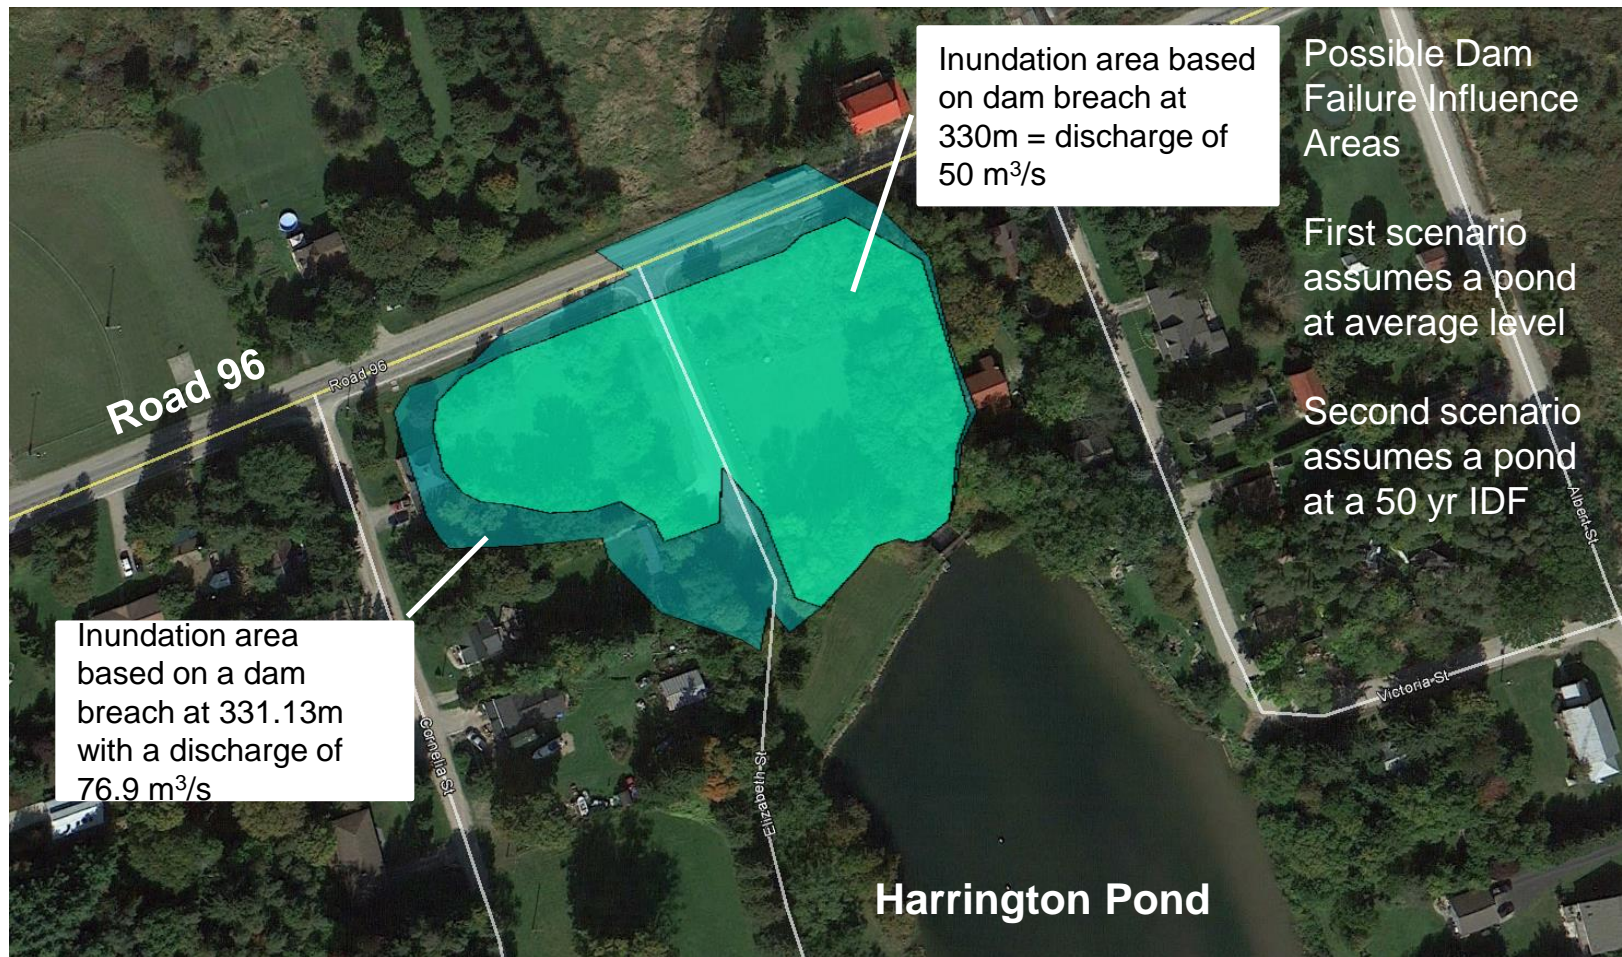 Inundation area based
on dam breach at
330m = discharge of
50 m³/s
Possible Dam
Failure Influence
Areas
First scenario
assumes a pond
at average level
Second scenario
assumes a pond
at a 50 yr IDF
Road 96
Road 96
Albert St
Inundation area
based on a dam
breach at 331.13m
with a discharge of
76.9 m³/s
Cornelia St
Elizabeth St
Victoria St
Harrington Pond